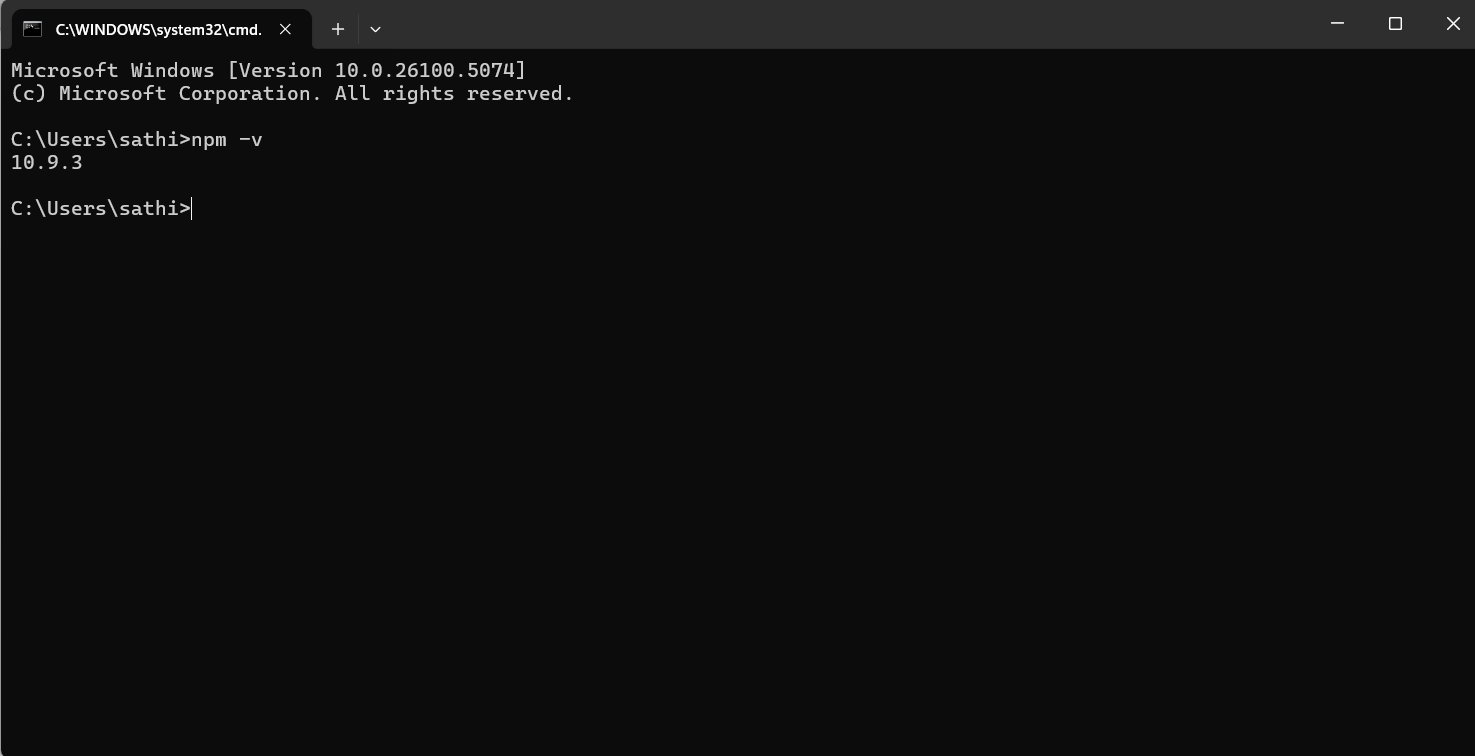 C:\WINDOWS\system32\cmd.
Microsoft Windows [Version 10.0.26100.5074]
(c) Microsoft Corporation. All rights reserved.
C:\Users\sathi>npm -v
10.9.3
C:\Users\sathi>